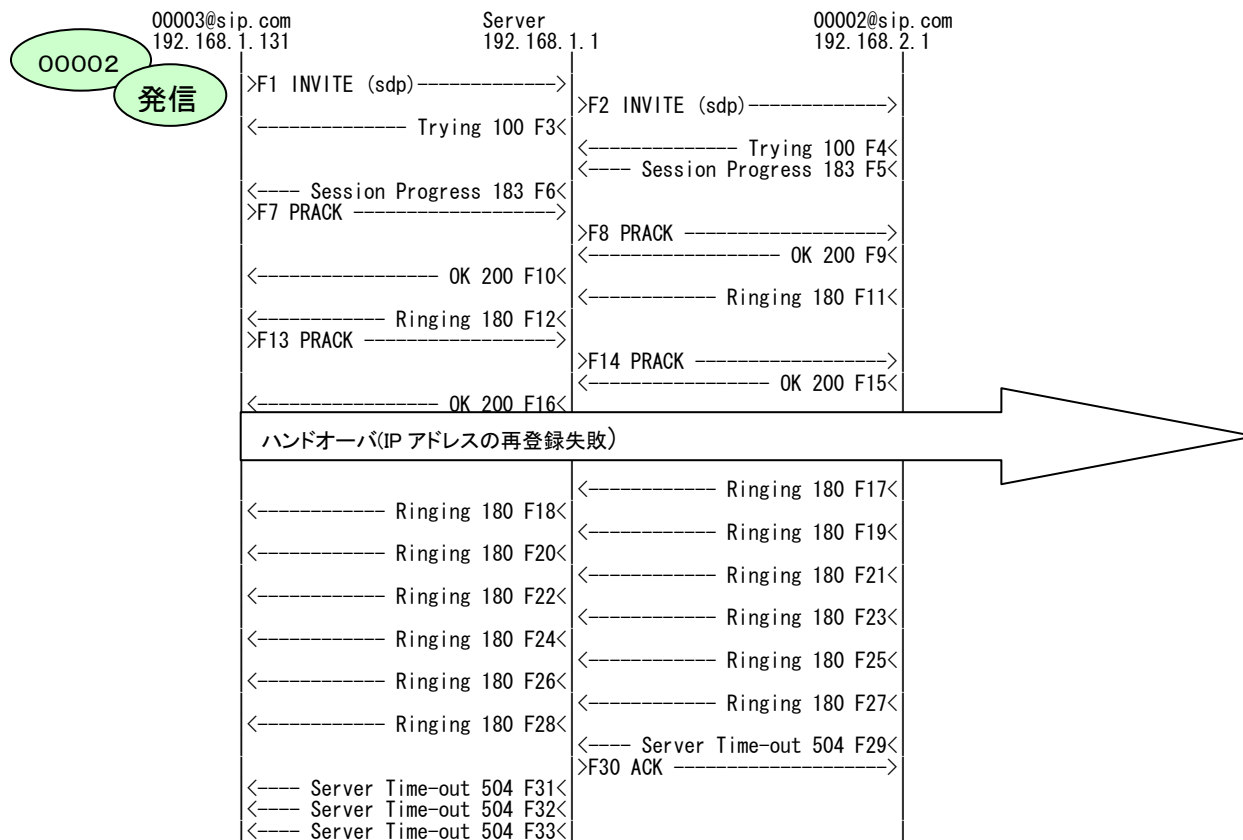 00003@sip.com Server 00002@sip.com
192.168.1.131 192.168.1.1 192.168.2.1
00002
発信
>F1 INVITE (sdp)------------->
>F2 INVITE (sdp)------------->
<-------------- Trying 100 F3<
<-------------- Trying 100 F4<
<---- Session Progress 183 F5<
<---- Session Progress 183 F6<
>F7 PRACK ------------------->
>F8 PRACK ------------------->
<------------------ OK 200 F9<
<----------------- OK 200 F10<
<------------ Ringing 180 F11<
<------------ Ringing 180 F12<
>F13 PRACK ------------------>
>F14 PRACK ------------------>
<----------------- OK 200 F15<
<----------------- OK 200 F16<
ハンドオーバ(IP アドレスの再登録失敗)
<------------ Ringing 180 F17<
<------------ Ringing 180 F18<
<------------ Ringing 180 F19<
<------------ Ringing 180 F20<
<------------ Ringing 180 F21<
<------------ Ringing 180 F22<
<------------ Ringing 180 F23<
<------------ Ringing 180 F24<
<------------ Ringing 180 F25<
<------------ Ringing 180 F26<
<------------ Ringing 180 F27<
<------------ Ringing 180 F28<
<---- Server Time-out 504 F29<
>F30 ACK -------------------->
<---- Server Time-out 504 F31<
<---- Server Time-out 504 F32<
<---- Server Time-out 504 F33<